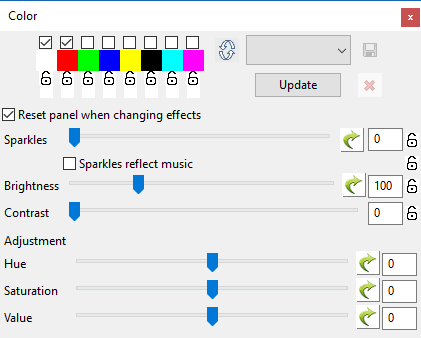 Color
Update
Reset panel when changing effects
Sparkles 0
Sparkles reflect music
Brightness 100
Contrast 0
Adjustment
Hue 0
Saturation 0
Value 0